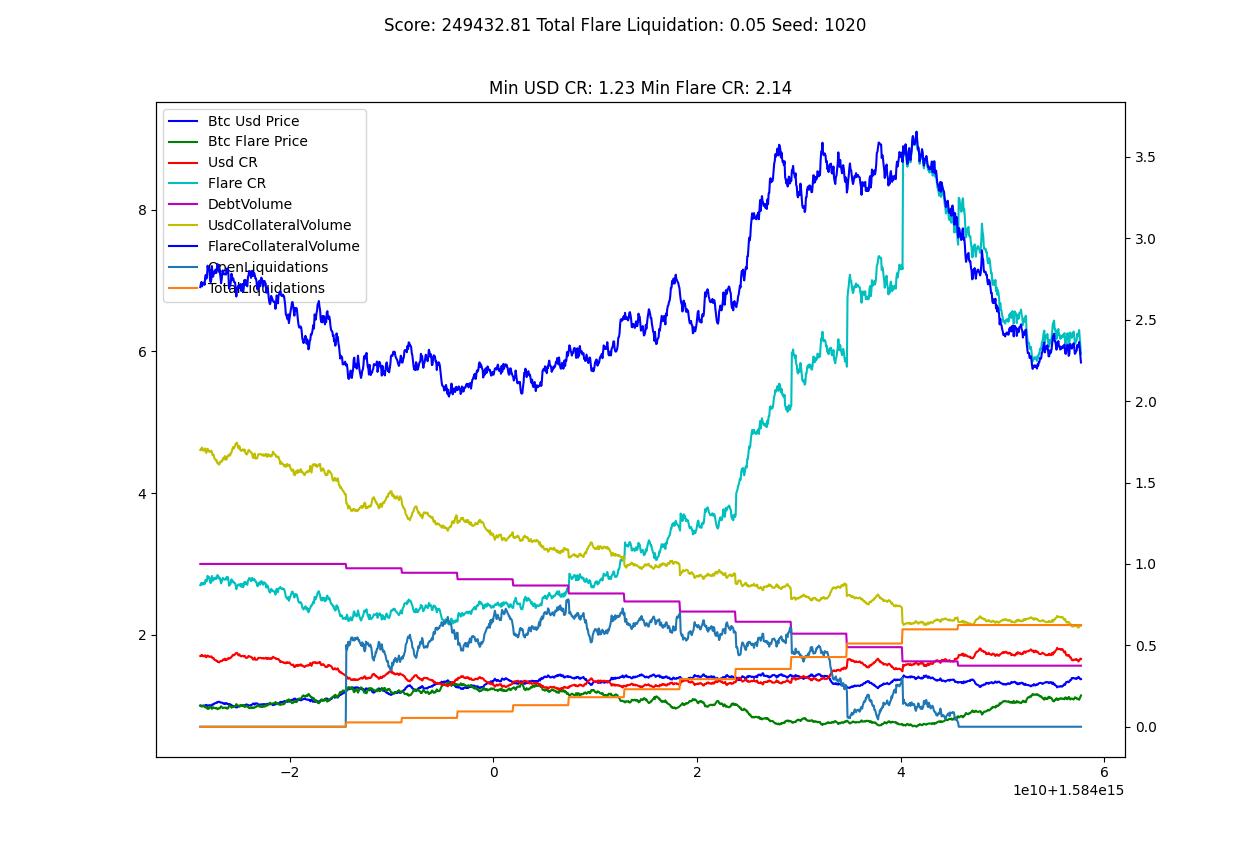 Score: 249432.81 Total Flare Liquidation: 0.05 Seed: 1020
Min USD CR: 1.23 Min Flare CR: 2.14
Btc Usd Price
Btc Flare Price
Usd CR
Flare CR
DebtVolume
UsdCollateralVolume
FlareCollateralVolume
OpenLiquidations
TotalLiquidations
8
6
4
2
3.5
3.0
2.5
2.0
1.5
1.0
0.5
0.0
−2 0 2 4 6
1e10+1.584e15